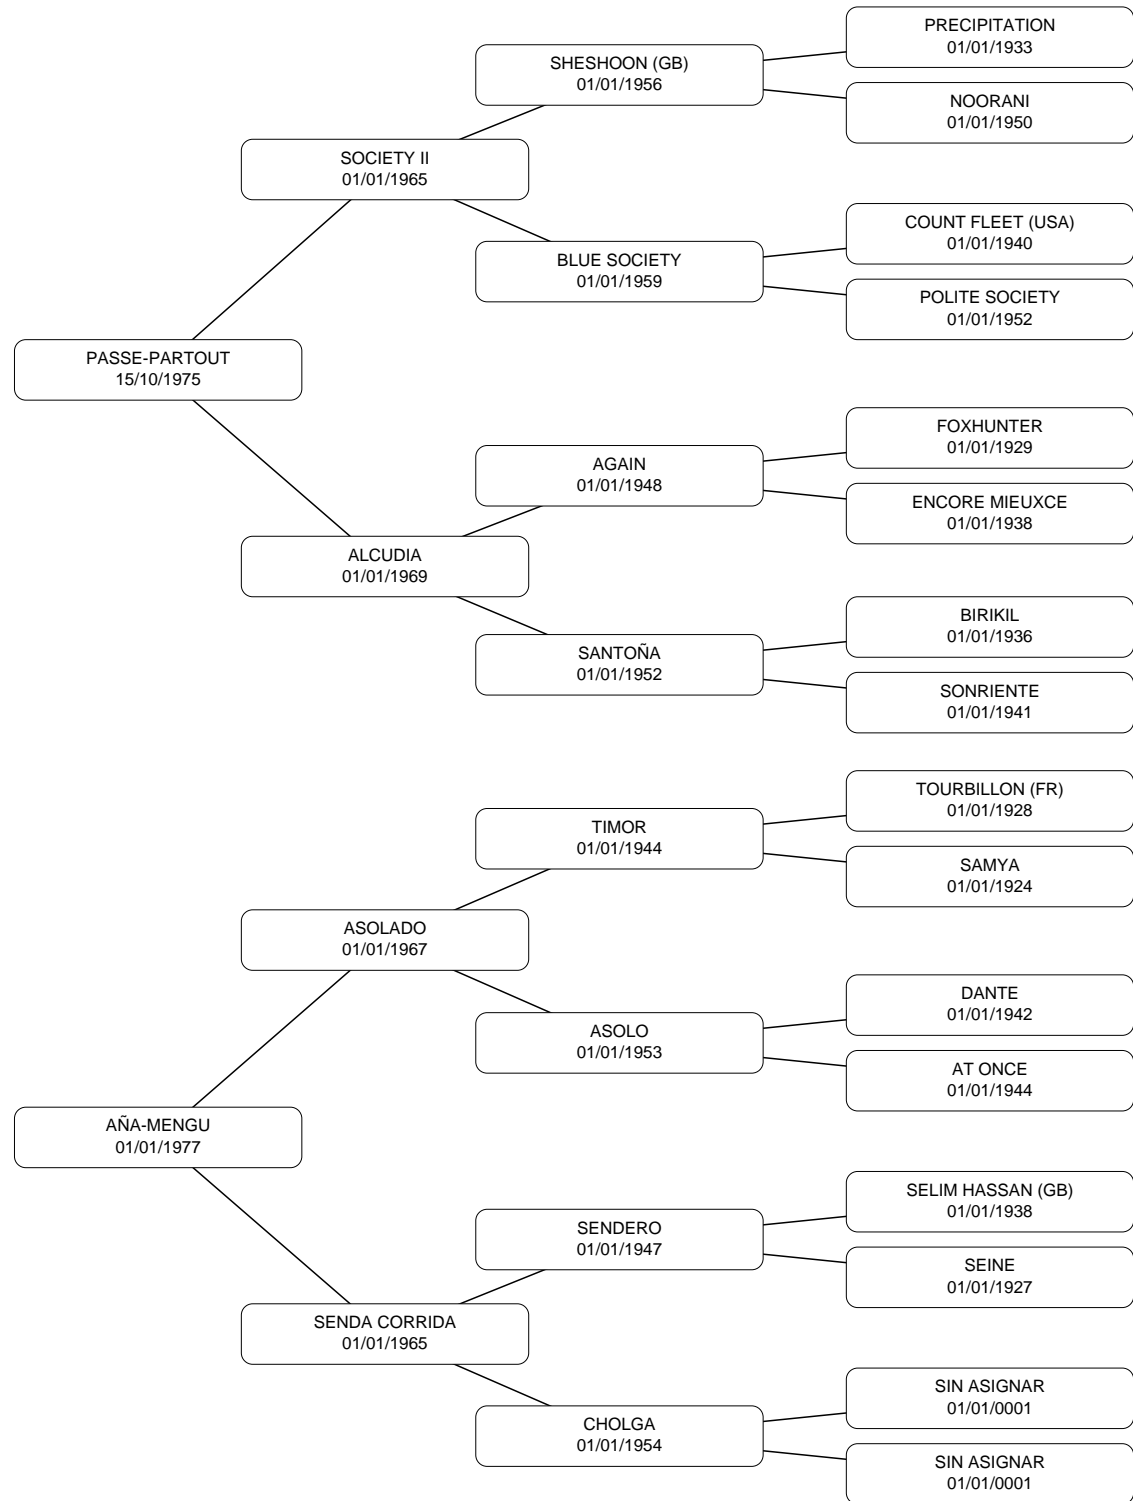 PRECIPITATION
01/01/1933
SHESHOON (GB)
01/01/1956
NOORANI
01/01/1950
SOCIETY II
01/01/1965
COUNT FLEET (USA)
01/01/1940
BLUE SOCIETY
01/01/1959
POLITE SOCIETY
01/01/1952
PASSE-PARTOUT
15/10/1975
FOXHUNTER
01/01/1929
AGAIN
01/01/1948
ENCORE MIEUXCE
01/01/1938
ALCUDIA
01/01/1969
BIRIKIL
01/01/1936
SANTOÑA
01/01/1952
SONRIENTE
01/01/1941
TOURBILLON (FR)
01/01/1928
TIMOR
01/01/1944
SAMYA
01/01/1924
ASOLADO
01/01/1967
DANTE
01/01/1942
ASOLO
01/01/1953
AT ONCE
01/01/1944
AÑA-MENGU
01/01/1977
SELIM HASSAN (GB)
01/01/1938
SENDERO
01/01/1947
SEINE
01/01/1927
SENDA CORRIDA
01/01/1965
SIN ASIGNAR
01/01/0001
CHOLGA
01/01/1954
SIN ASIGNAR
01/01/0001